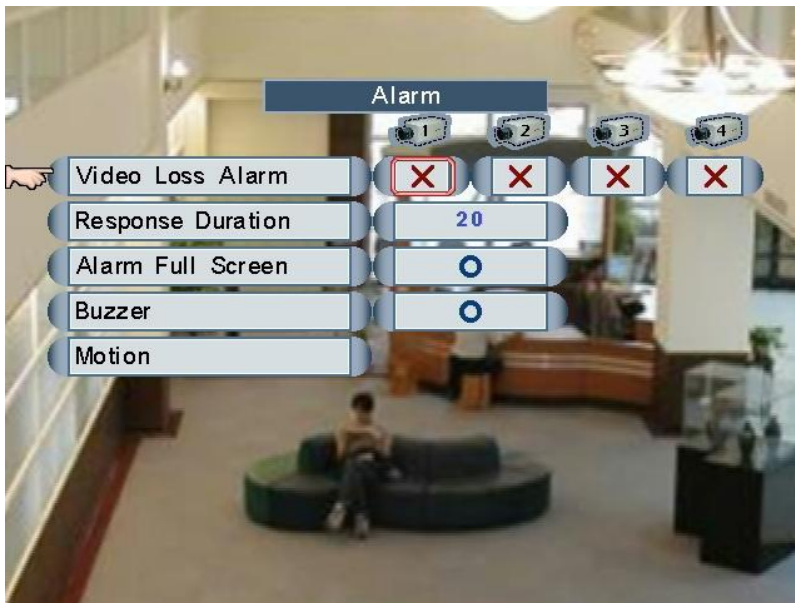 Alarm
1 2 3 4
Video Loss Alarm
Response Duration 20
Alarm Full Screen
Buzzer
Motion